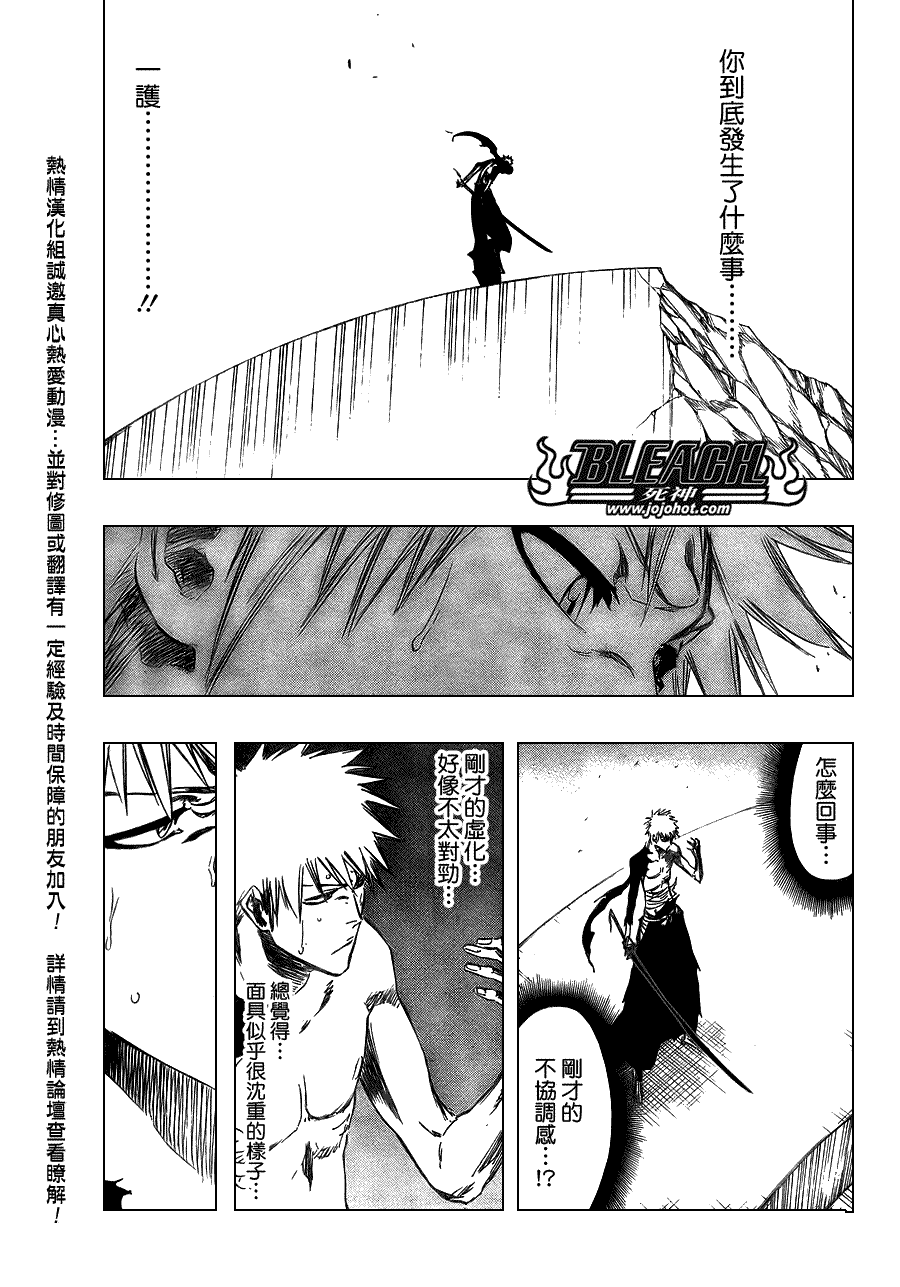 你到底發生了什麼事……
一護…………!!
BLEACH
死神
www.jojohot.com
怎麼回事…
剛才的
不協調感…!?
剛才的虛化…
好像不太對勁…
總覺得…
面具似乎很沈重的樣子…
熱情漢化組誠邀真心熱愛動漫…並對修圖或翻譯有一定經驗及時間保障的朋友加入！ 詳情請到熱情論壇查看瞭解！